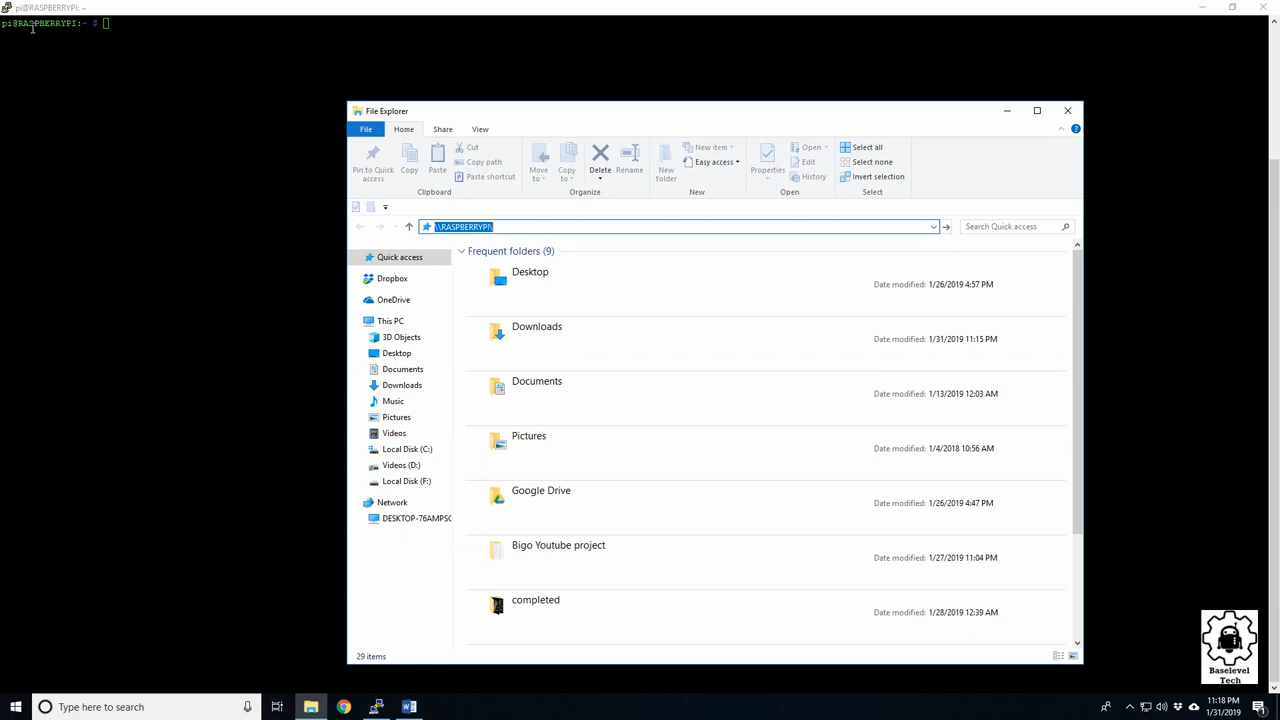 pi@RASPBERRYPI: ~
pi@RASPBERRYPI:~ $
File Explorer
File Home Share View
Pin to Quick access
Copy
Paste
Cut
Copy path
Paste shortcut
Clipboard
Move to
Copy to
Delete
Rename
Organize
New folder
New item
Easy access
New
Properties
Open
Edit
History
Open
Select all
Select none
Invert selection
Select
\\RASPBERRYPI\
Search Quick access
Quick access
Dropbox
OneDrive
This PC
3D Objects
Desktop
Documents
Downloads
Music
Pictures
Videos
Local Disk (C:)
Videos (D:)
Local Disk (F:)
Network
DESKTOP-76AMPSC
Frequent folders (9)
Desktop
Date modified: 1/26/2019 4:57 PM
Downloads
Date modified: 1/31/2019 11:15 PM
Documents
Date modified: 1/13/2019 12:03 AM
Pictures
Date modified: 1/4/2018 10:56 AM
Google Drive
Date modified: 1/26/2019 4:47 PM
Bigo Youtube project
Date modified: 1/27/2019 11:04 PM
completed
Date modified: 1/28/2019 12:39 AM
29 items
Baselevel
Tech
Type here to search
11:18 PM
1/31/2019
1